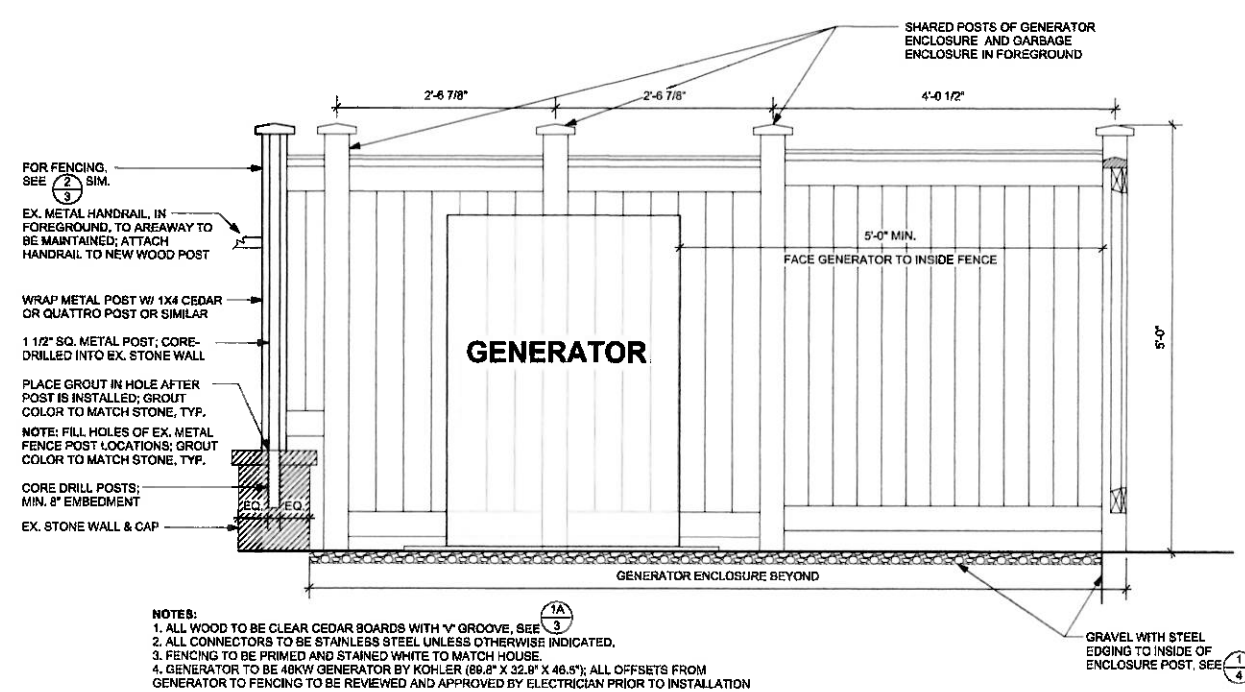 SHARED POSTS OF GENERATOR
ENCLOSURE AND GARBAGE
ENCLOSURE IN FOREGROUND
2'-6 7/8"
2'-6 7/8"
4'-0 1/2"
FOR FENCING,
SEE 2/3 SIM.
EX. METAL HANDRAIL, IN
FOREGROUND, TO AREAWAY TO
BE MAINTAINED; ATTACH
HANDRAIL TO NEW WOOD POST
WRAP METAL POST W/ 1X4 CEDAR
OR QUATTRO POST OR SIMILAR
1 1/2" SQ. METAL POST; CORE-
DRILLED INTO EX. STONE WALL
PLACE GROUT IN HOLE AFTER
POST IS INSTALLED; GROUT
COLOR TO MATCH STONE, TYP.
NOTE: FILL HOLES OF EX. METAL
FENCE POST LOCATIONS; GROUT
COLOR TO MATCH STONE, TYP.
CORE DRILL POSTS;
MIN. 8" EMBEDMENT
EX. STONE WALL & CAP
EQ. EQ.
GENERATOR
5'-0" MIN.
FACE GENERATOR TO INSIDE FENCE
5'-0"
GENERATOR ENCLOSURE BEYOND
GRAVEL WITH STEEL
EDGING TO INSIDE OF
ENCLOSURE POST, SEE 1/4
NOTES:
1. ALL WOOD TO BE CLEAR CEDAR BOARDS WITH 'V' GROOVE, SEE 1A/3
2. ALL CONNECTORS TO BE STAINLESS STEEL UNLESS OTHERWISE INDICATED.
3. FENCING TO BE PRIMED AND STAINED WHITE TO MATCH HOUSE.
4. GENERATOR TO BE 48KW GENERATOR BY KOHLER (89.8" X 32.9" X 46.5"); ALL OFFSETS FROM
GENERATOR TO FENCING TO BE REVIEWED AND APPROVED BY ELECTRICIAN PRIOR TO INSTALLATION